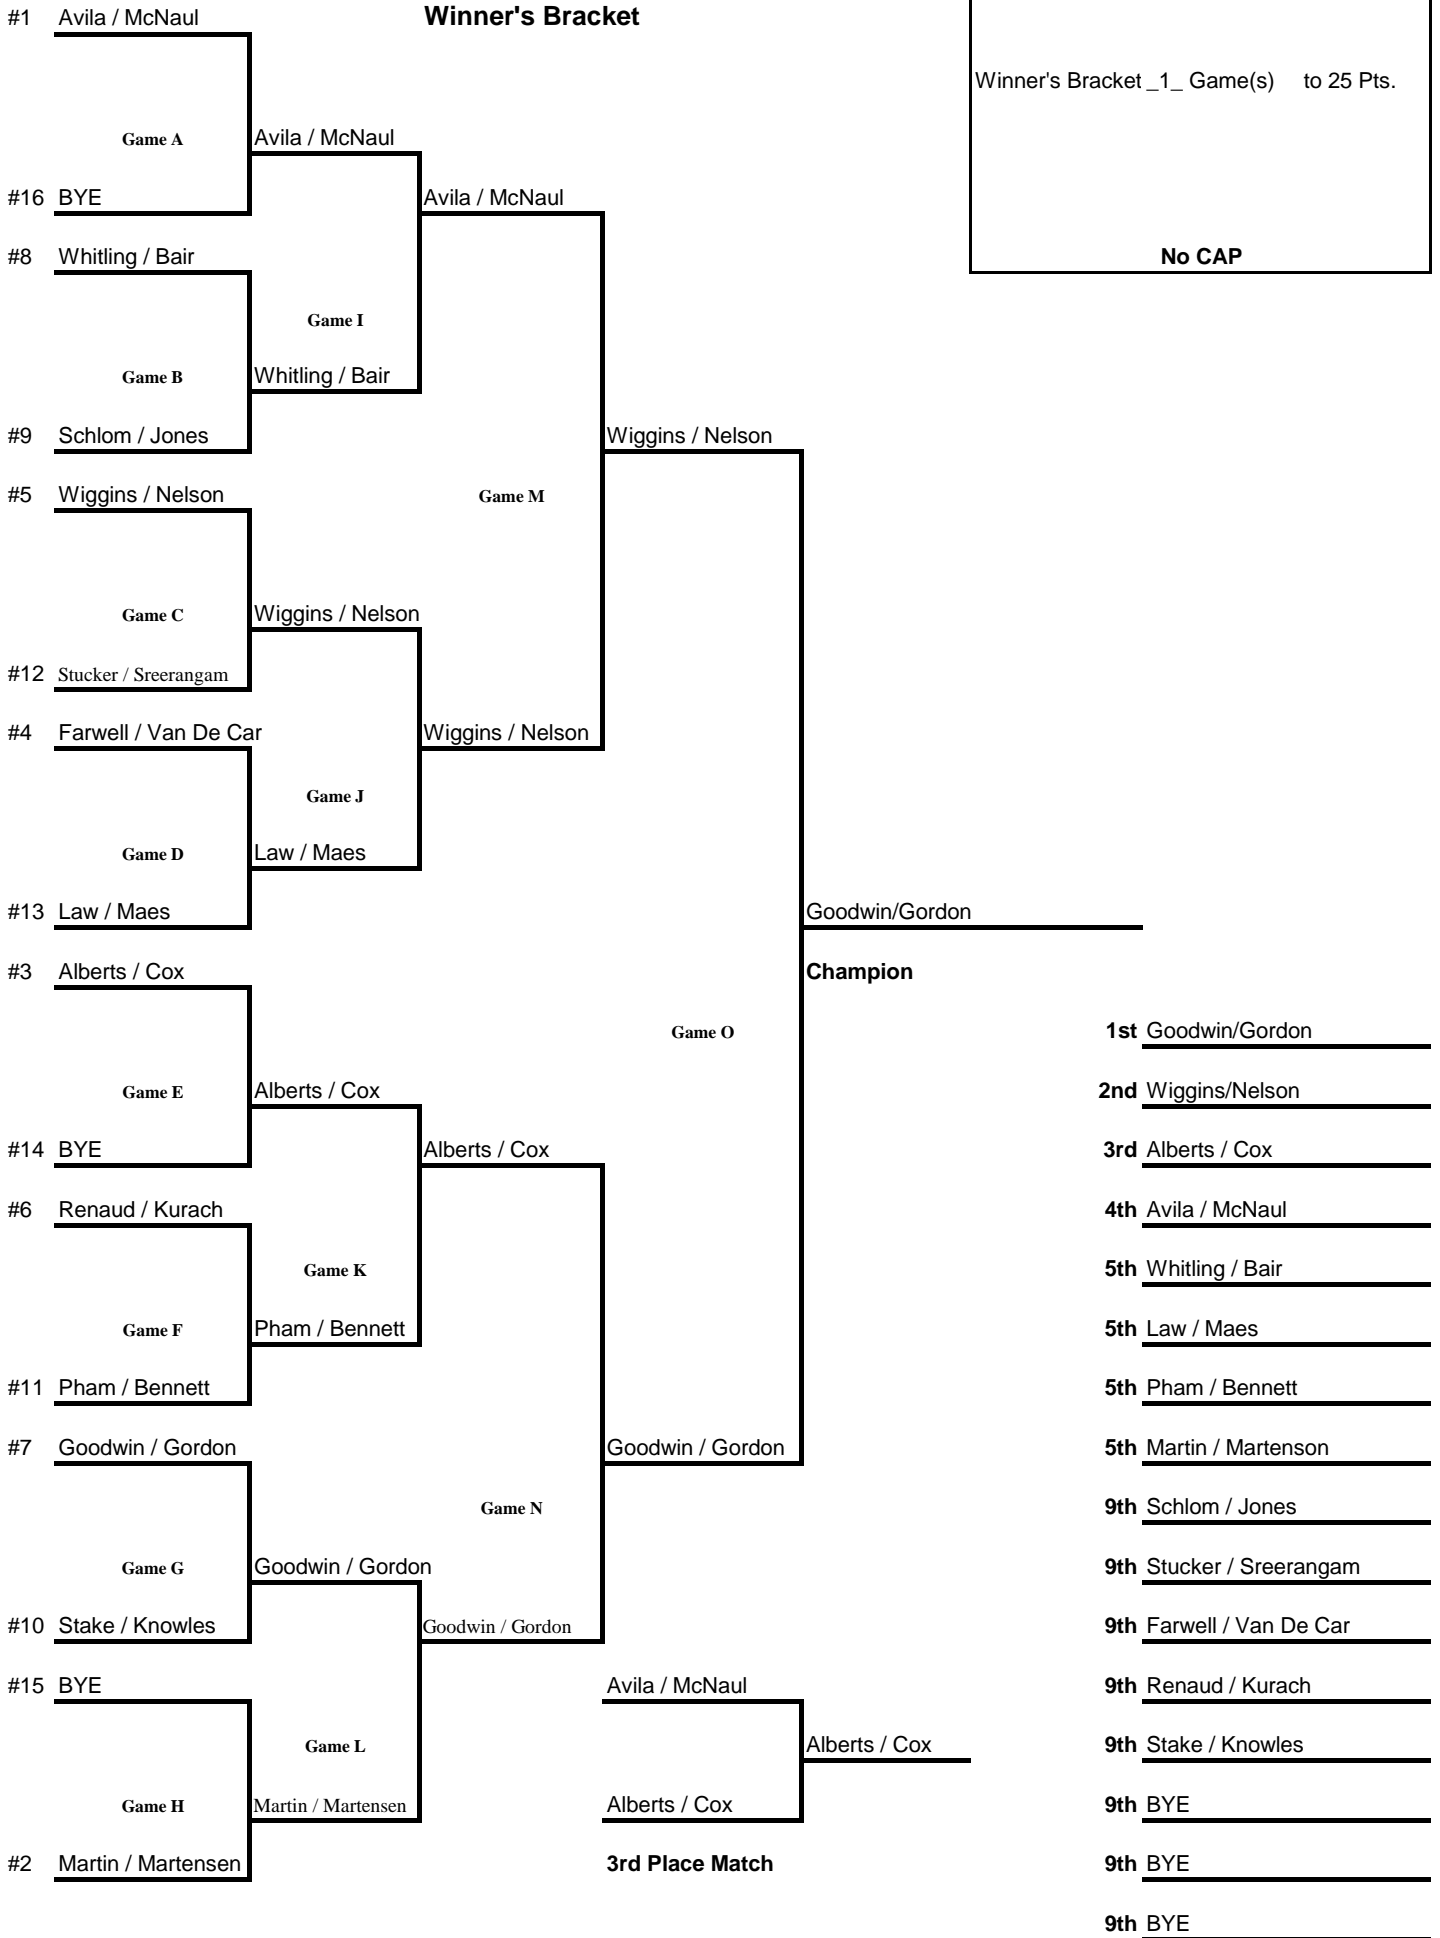 #1 Avila / McNaul
Winner's Bracket
Winner's Bracket _1_ Game(s) to 25 Pts.
Game A
Avila / McNaul
#16 BYE
Avila / McNaul
#8 Whitling / Bair
No CAP
Game I
Game B
Whitling / Bair
#9 Schlom / Jones
Wiggins / Nelson
#5 Wiggins / Nelson
Game M
Game C
Wiggins / Nelson
#12 Stucker / Sreerangam
#4 Farwell / Van De Car
Wiggins / Nelson
Game J
Game D
Law / Maes
#13 Law / Maes
Goodwin/Gordon
#3 Alberts / Cox
Champion
Game O
1st Goodwin/Gordon
Game E
Alberts / Cox
2nd Wiggins/Nelson
#14 BYE
Alberts / Cox
3rd Alberts / Cox
#6 Renaud / Kurach
4th Avila / McNaul
Game K
5th Whitling / Bair
Game F
Pham / Bennett
5th Law / Maes
#11 Pham / Bennett
5th Pham / Bennett
#7 Goodwin / Gordon
Goodwin / Gordon
5th Martin / Martenson
Game N
9th Schlom / Jones
Game G
Goodwin / Gordon
9th Stucker / Sreerangam
#10 Stake / Knowles
Goodwin / Gordon
9th Farwell / Van De Car
#15 BYE
Avila / McNaul
9th Renaud / Kurach
Game L
Alberts / Cox
9th Stake / Knowles
Game H
Martin / Martensen
Alberts / Cox
9th BYE
#2 Martin / Martensen
3rd Place Match
9th BYE
9th BYE